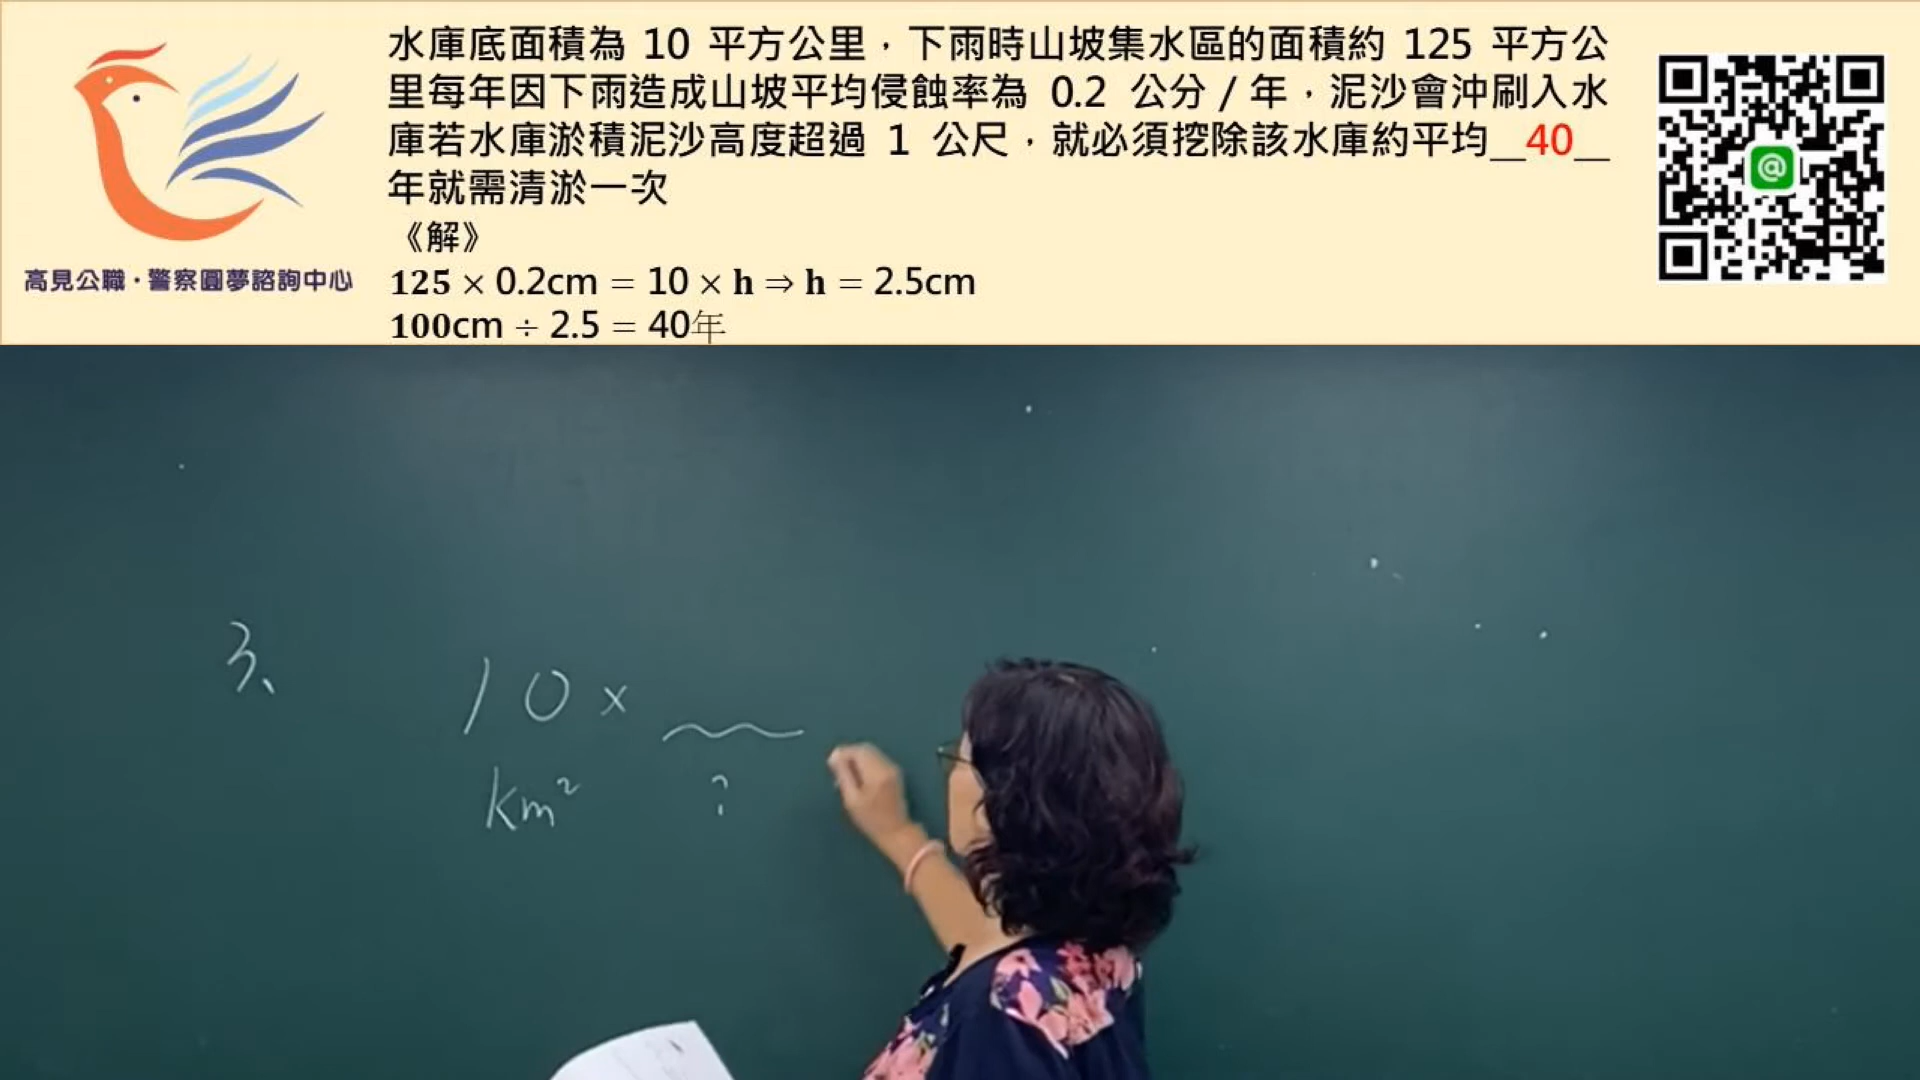 水庫底面積為 10 平方公里，下雨時山坡集水區的面積約 125 平方公
里每年因下雨造成山坡平均侵蝕率為 0.2 公分 / 年，泥沙會沖刷入水
庫若水庫淤積泥沙高度超過 1 公尺，就必須挖除該水庫約平均__40__
年就需清淤一次
《解》
125 × 0.2cm = 10 × h ⇒ h = 2.5cm
100cm ÷ 2.5 = 40年
高見公職·警察圓夢諮詢中心
@
3、
10 ×
km²
?